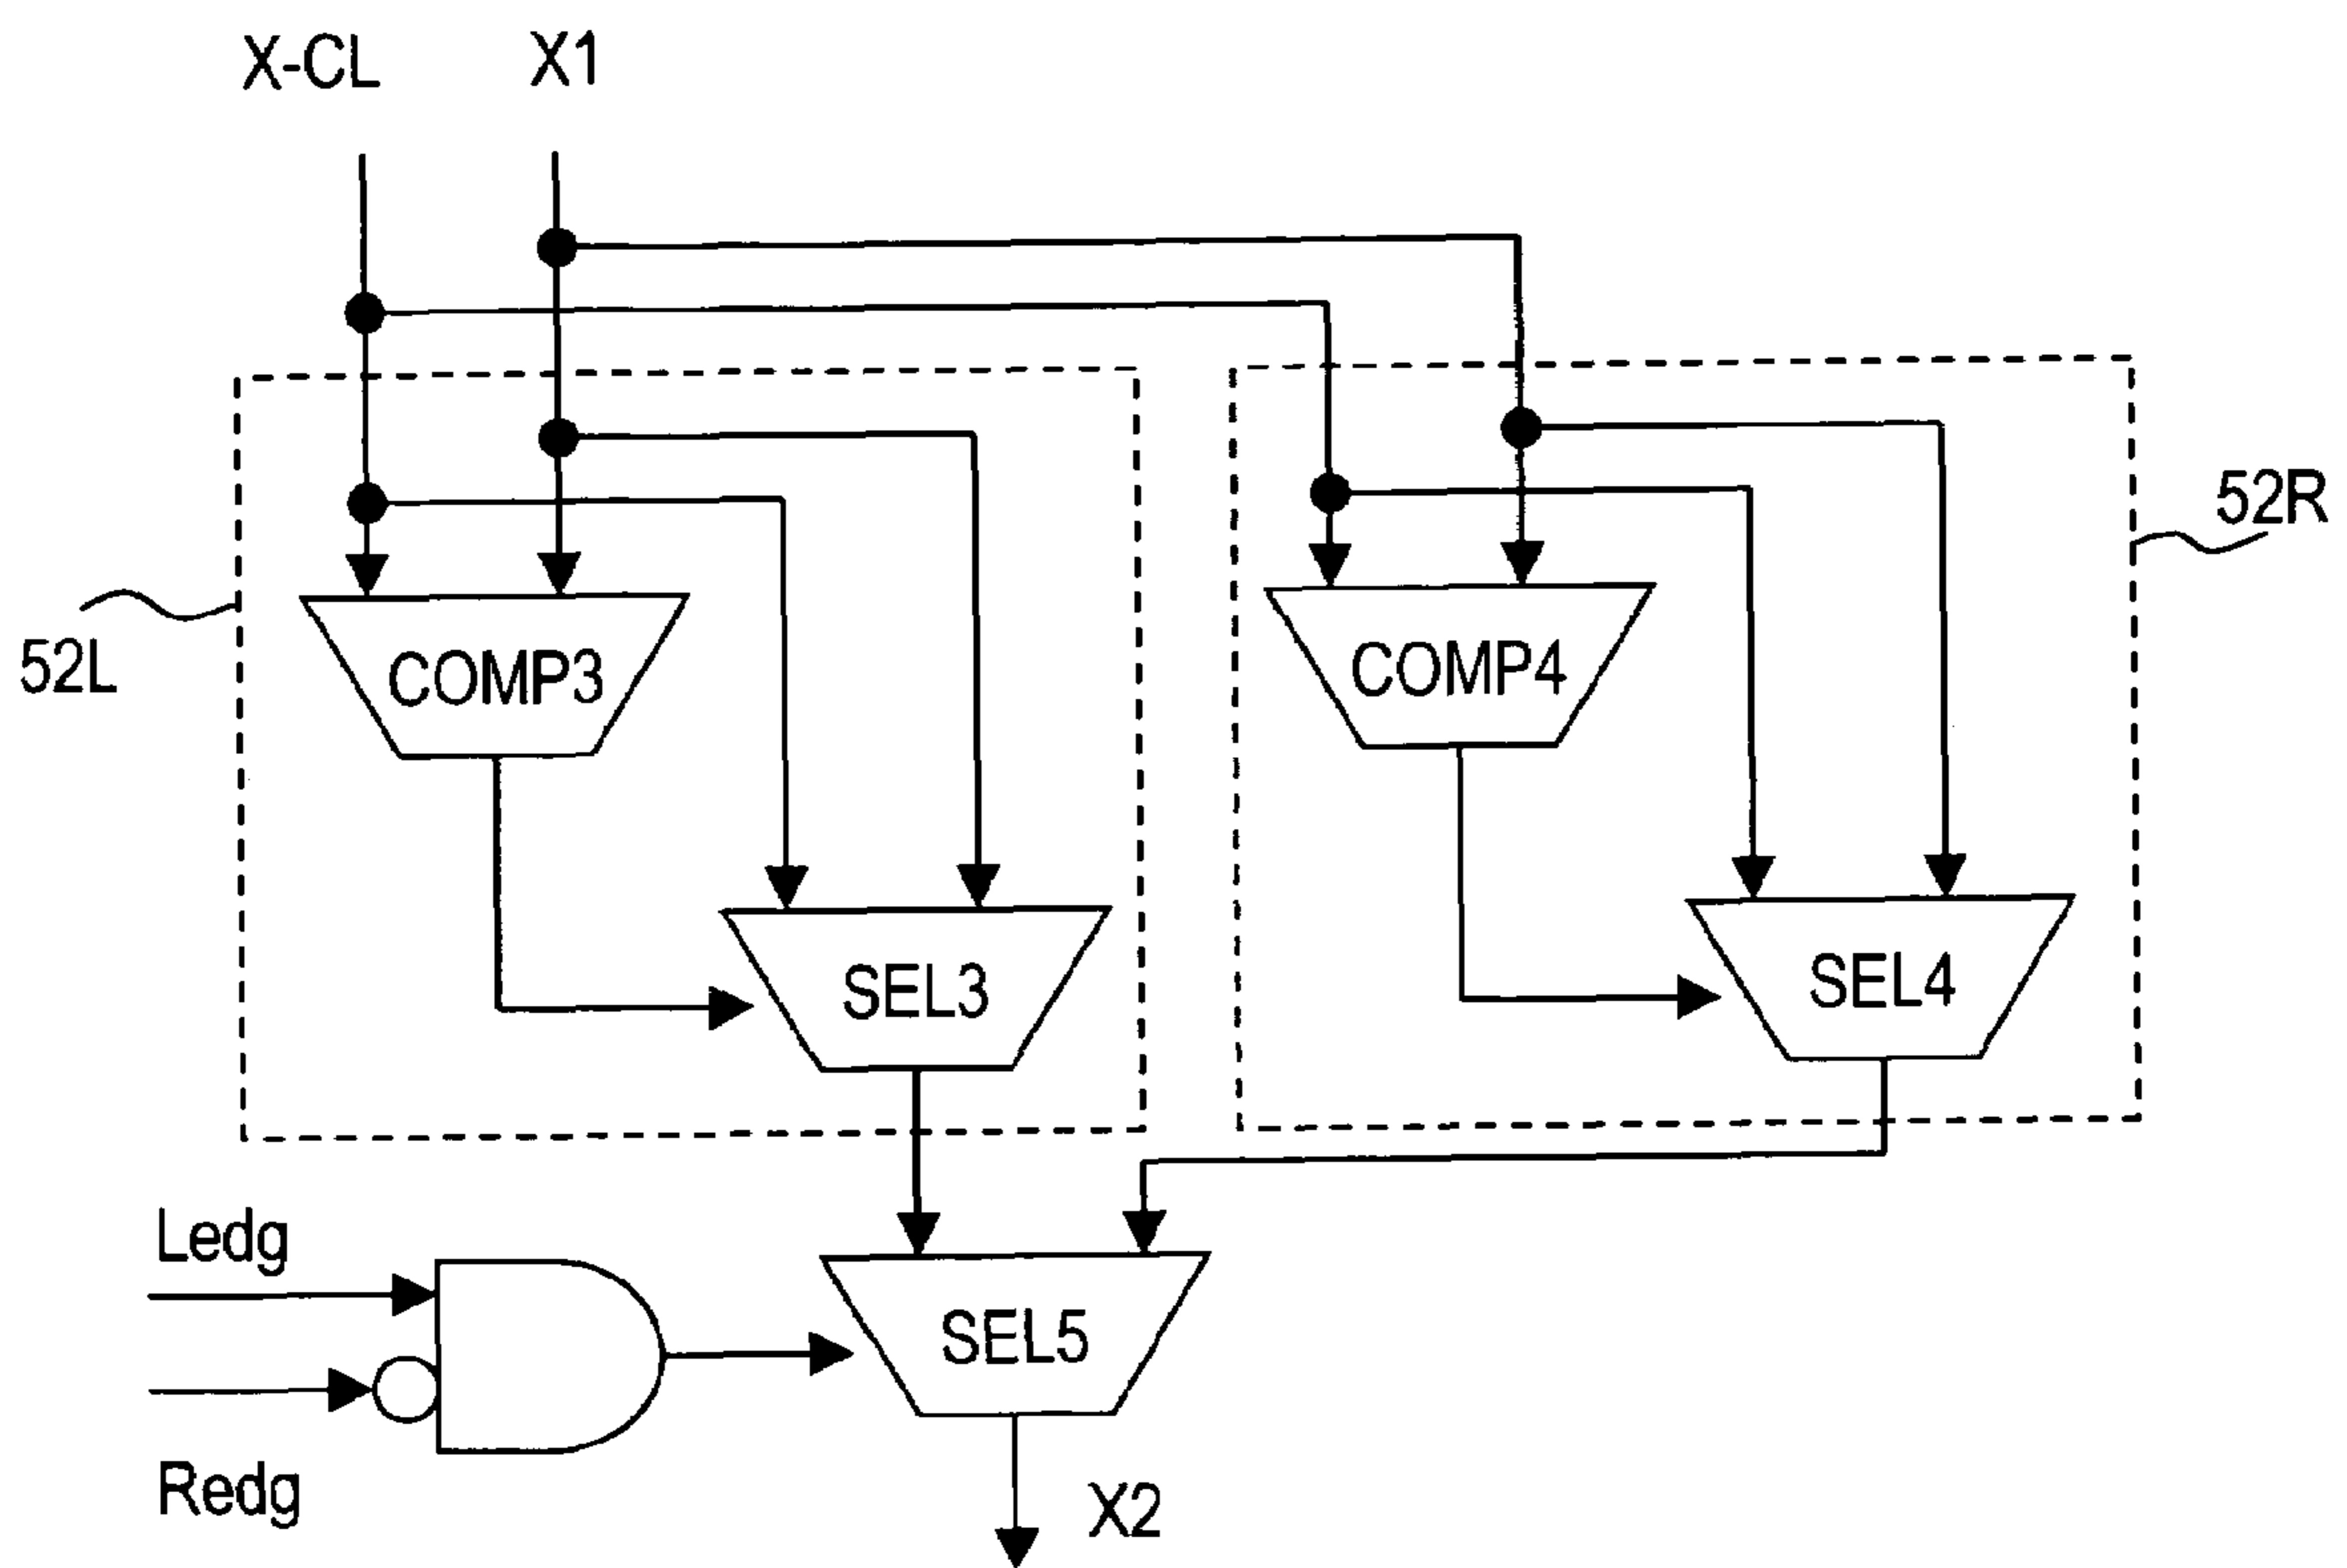 X-CL
X1
52R
52L
COMP3
COMP4
SEL3
SEL4
Ledg
SEL5
Redg
X2